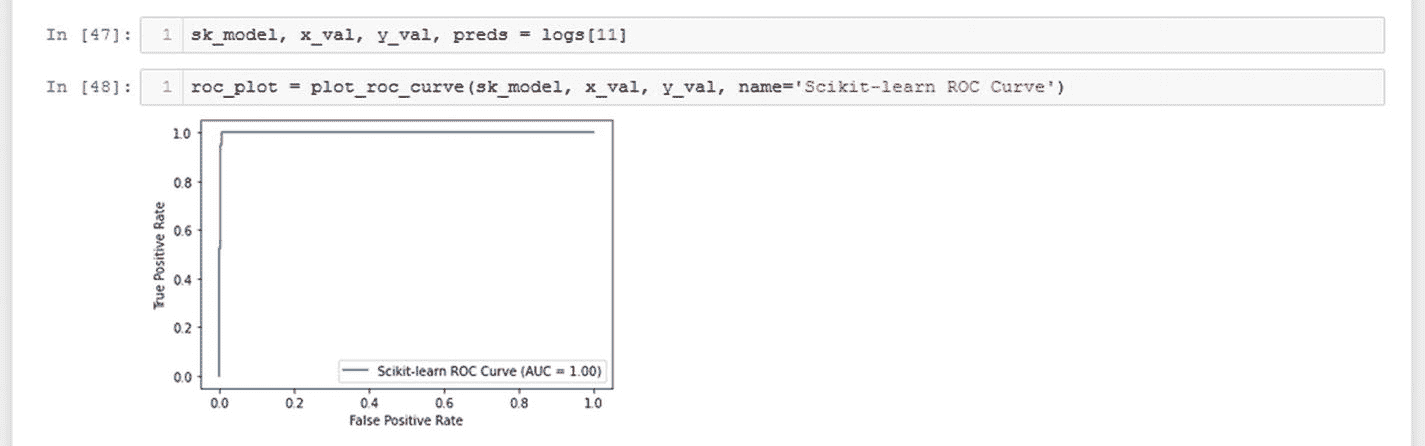 In [47]: 1 sk_model, x_val, y_val, preds = logs[11]
In [48]: 1 roc_plot = plot_roc_curve(sk_model, x_val, y_val, name='Scikit-learn ROC Curve')
1.0
0.8
0.6
0.4
0.2
0.0
True Positive Rate
Scikit-learn ROC Curve (AUC = 1.00)
0.0 0.2 0.4 0.6 0.8 1.0
False Positive Rate